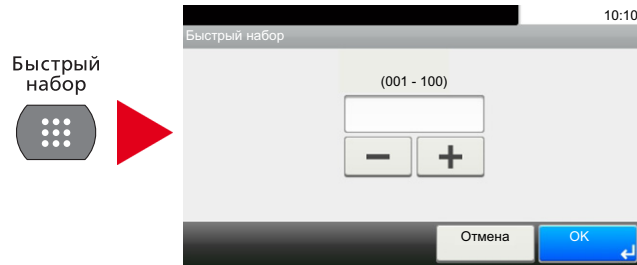 Быстрый
набор
10:10
Быстрый набор
(001 - 100)
Отмена
OK